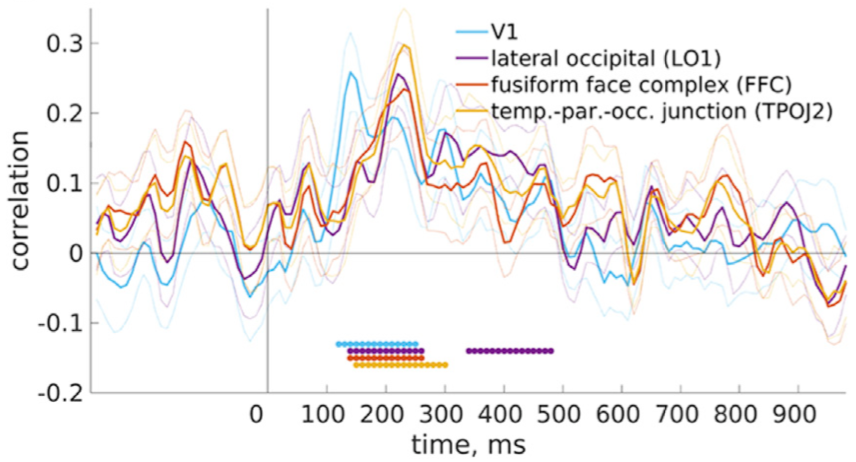 0.3
0.2
0.1
0
-0.1
-0.2
correlation
V1
lateral occipital (LO1)
fusiform face complex (FFC)
temp.-par.-occ. junction (TPOJ2)
0 100 200 300 400 500 600 700 800 900
time, ms